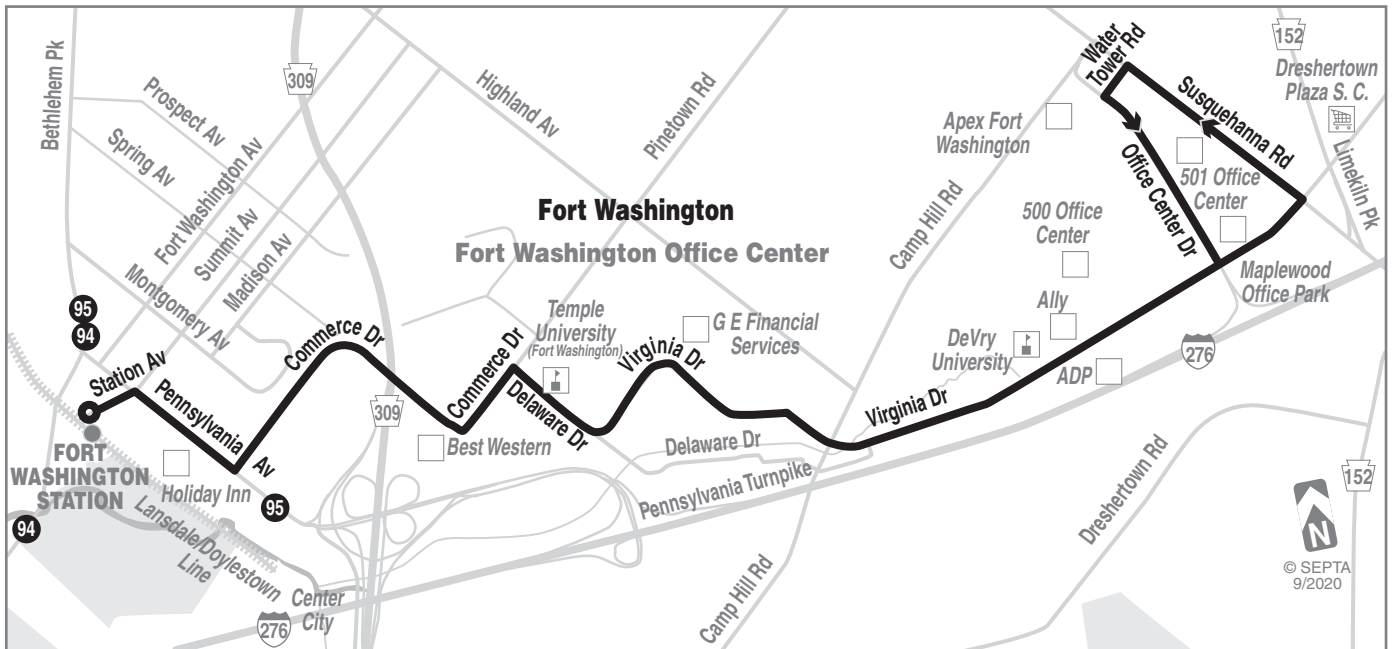 Bethlehem Pk
309
Prospect Av
Spring Av
Fort Washington Av
Summit Av
Madison Av
Montgomery Av
Highland Av
Pinetown Rd
Water
Tower Rd
152
Dreshertown
Plaza S. C.
Susquehanna Rd
Limekiln Pk
Apex Fort
Washington
Office Center Dr
501 Office
Center
Camp Hill Rd
500 Office
Center
Fort Washington
Fort Washington Office Center
Maplewood
Office Park
95
94
Station Av
Pennsylvania
Av
Commerce Dr
Commerce Dr
Temple
University
(Fort Washington)
Delaware Dr
Virginia Dr
G E Financial
Services
Ally
DeVry
University
ADP
276
309
Best Western
Delaware Dr
Virginia Dr
Pennsylvania Turnpike
FORT
WASHINGTON
STATION
Holiday Inn
95
94
Lansdale/Doylestown
Line
Center
City
276
Camp Hill Rd
Dreshertown Rd
152
N
© SEPTA
9/2020